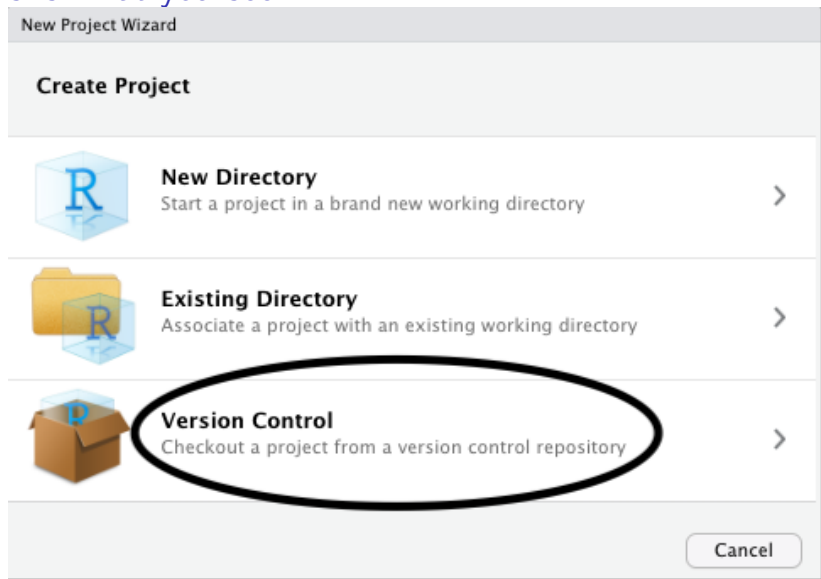 New Project Wizard
Create Project
R
New Directory
Start a project in a brand new working directory
R
Existing Directory
Associate a project with an existing working directory
R
Version Control
Checkout a project from a version control repository
Cancel